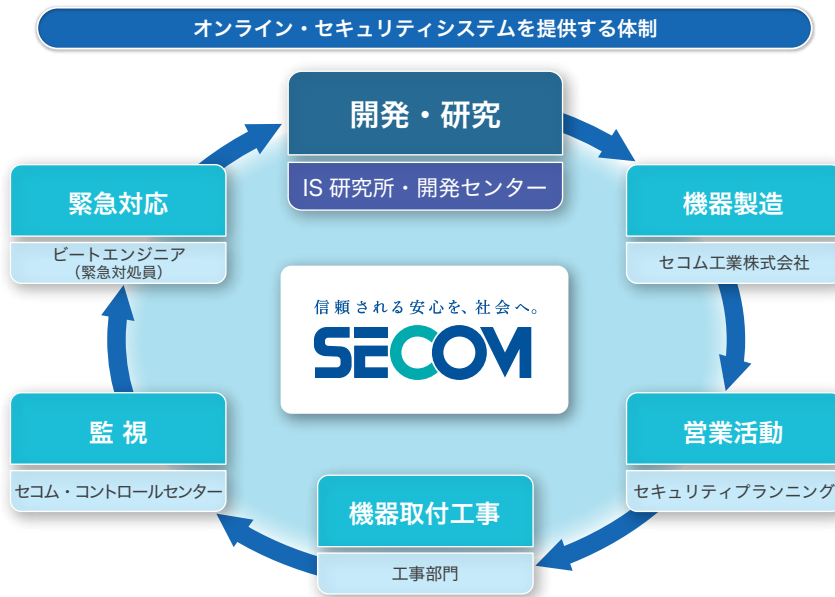 オンライン・セキュリティシステムを提供する体制
開発・研究
IS 研究所・開発センター
機器製造
セコム工業株式会社
営業活動
セキュリティプランニング
機器取付工事
工事部門
監 視
セコム・コントロールセンター
緊急対応
ビートエンジニア
（緊急対処員）
信頼される安心を、社会へ。
SECOM